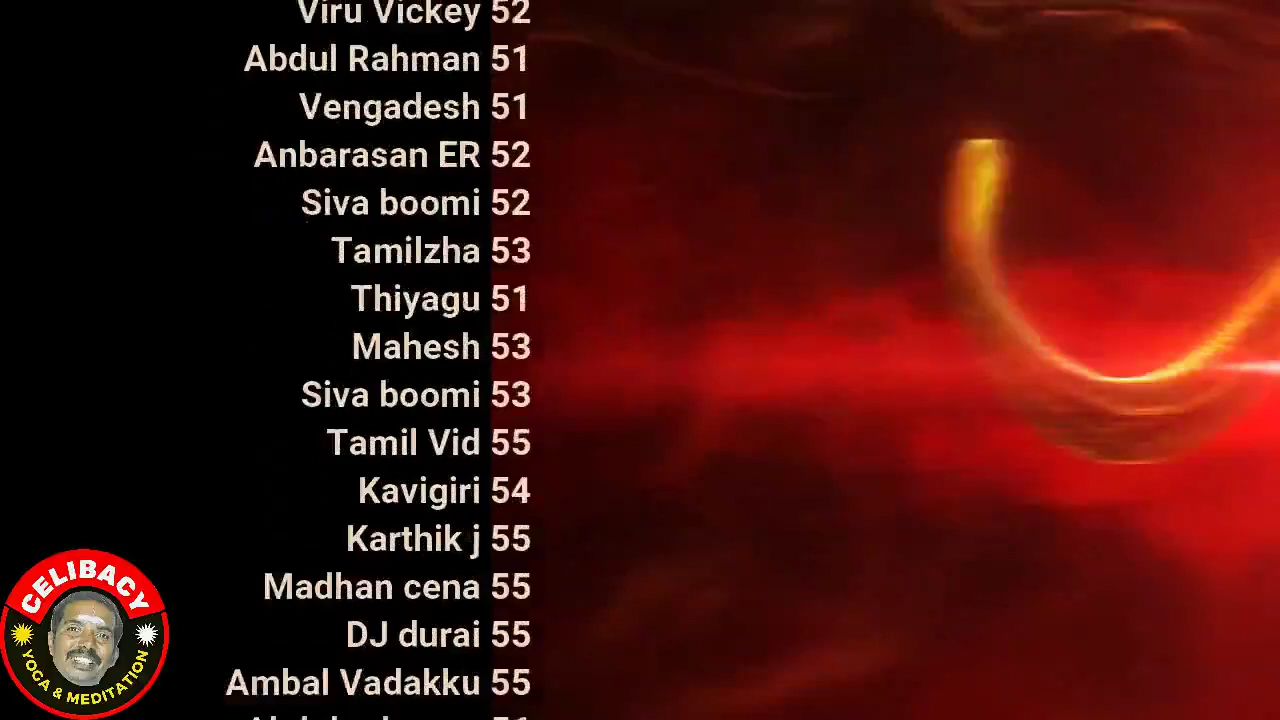 Viru Vickey 52
Abdul Rahman 51
Vengadesh 51
Anbarasan ER 52
Siva boomi 52
Tamilzha 53
Thiyagu 51
Mahesh 53
Siva boomi 53
Tamil Vid 55
Kavigiri 54
Karthik j 55
Madhan cena 55
DJ durai 55
Ambal Vadakku 55
CELIBACY
YOGA & MEDITATION